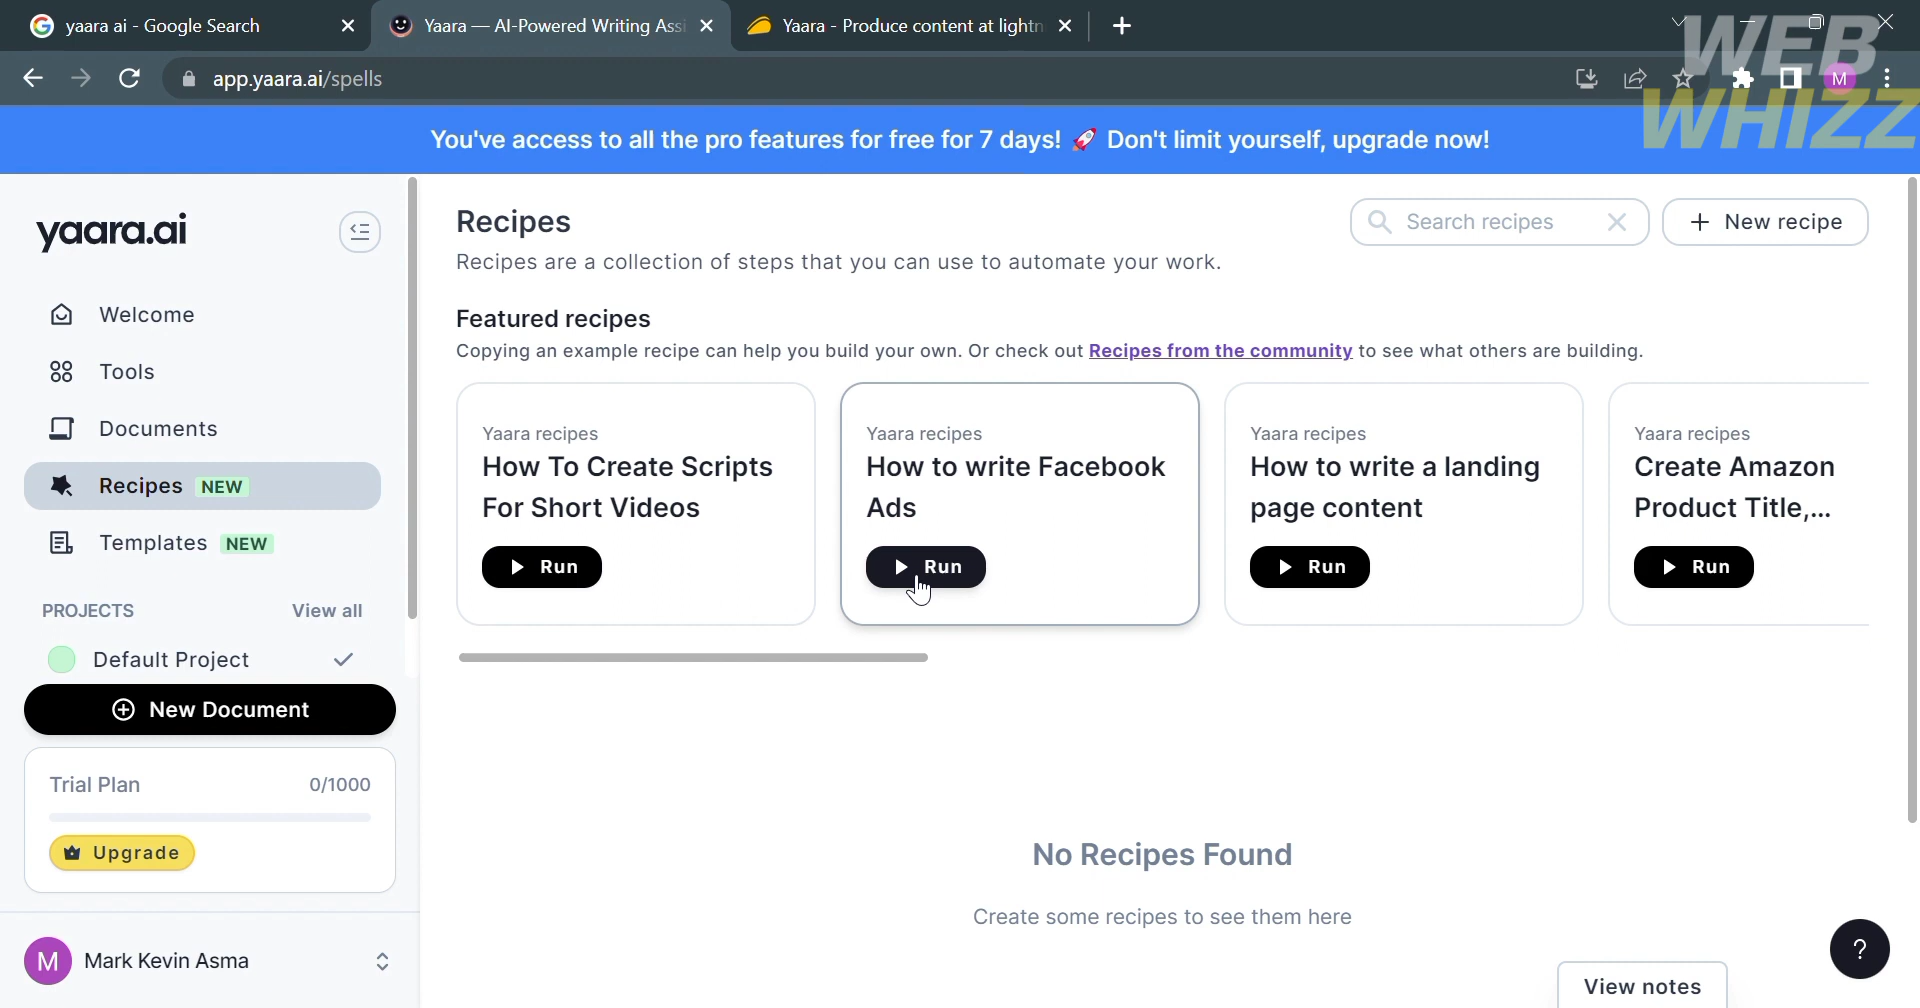 yaara ai - Google Search
Yaara — AI-Powered Writing Assi
Yaara - Produce content at lightn
app.yaara.ai/spells
M
WEB
WHIZZ
You've access to all the pro features for free for 7 days! 🚀 Don't limit yourself, upgrade now!
yaara.ai
Welcome
Tools
Documents
Recipes NEW
Templates NEW
PROJECTS View all
Default Project
New Document
Trial Plan 0/1000
Upgrade
M Mark Kevin Asma
Recipes
Search recipes
+ New recipe
Recipes are a collection of steps that you can use to automate your work.
Featured recipes
Copying an example recipe can help you build your own. Or check out Recipes from the community to see what others are building.
Yaara recipes
How To Create Scripts
For Short Videos
Run
Yaara recipes
How to write Facebook
Ads
Run
Yaara recipes
How to write a landing
page content
Run
Yaara recipes
Create Amazon
Product Title,...
Run
No Recipes Found
Create some recipes to see them here
?
View notes